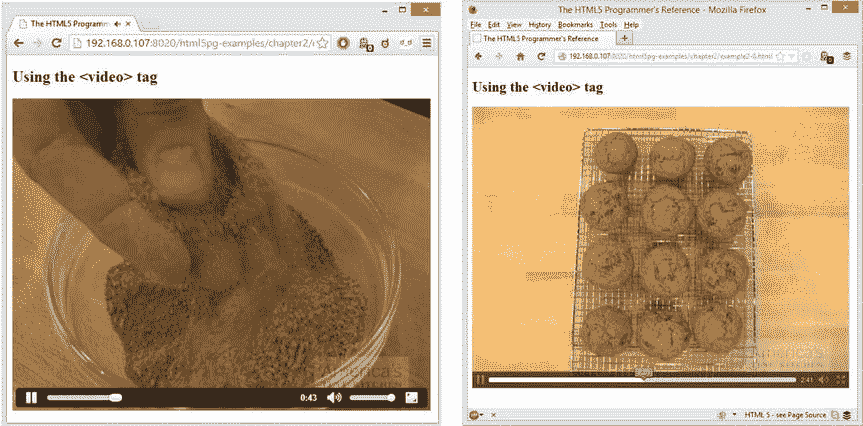 The HTML5 Programm
192.168.0.107:8020/html5pg-examples/chapter2/
Using the <video> tag
0:43
The HTML5 Programmer's Reference - Mozilla Firefox
File Edit View History Bookmarks Tools Help
The HTML5 Programmer's Reference
192.168.0.107:8020/html5pg-examples/chapter2/example2-6.html
Using the <video> tag
2:41
HTML 5 - see Page Source